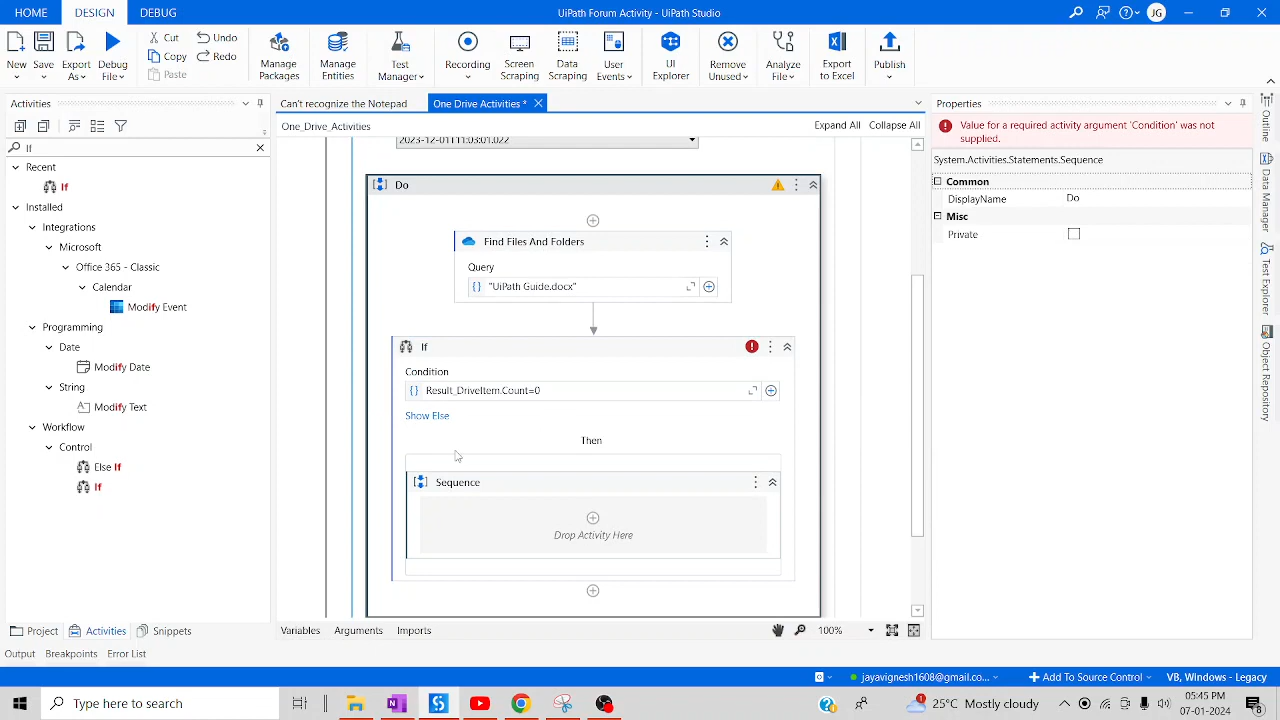 HOME
DESIGN
DEBUG
UiPath Forum Activity - UiPath Studio
JG
New
Save
Export As
Debug File
Cut
Copy
Paste
Undo
Redo
Manage Packages
Manage Entities
Test Manager
Recording
Screen Scraping
Data Scraping
User Events
UI Explorer
Remove Unused
Analyze File
Export to Excel
Publish
Activities
If
Recent
If
Installed
Integrations
Microsoft
Office 365 - Classic
Calendar
Modify Event
Programming
Date
Modify Date
String
Modify Text
Workflow
Control
Else If
If
Project
Activities
Snippets
Can't recognize the Notepad
One Drive Activities *
One_Drive_Activities
Expand All
Collapse All
2023-12-01T11:03:01.022
Do
Find Files And Folders
Query
"UiPath Guide.docx"
If
Condition
Result_DriveItem.Count=0
Show Else
Then
Sequence
Drop Activity Here
Variables
Arguments
Imports
100%
Properties
Value for a required activity argument 'Condition' was not supplied.
System.Activities.Statements.Sequence
Common
DisplayName
Do
Misc
Private
Outline
Data Manager
Test Explorer
Object Repository
Output
Breakpoints
Error List
jayavignesh1608@gmail.co...
Add To Source Control
VB, Windows - Legacy
Type here to search
25°C Mostly cloudy
05:45 PM
07-01-2024